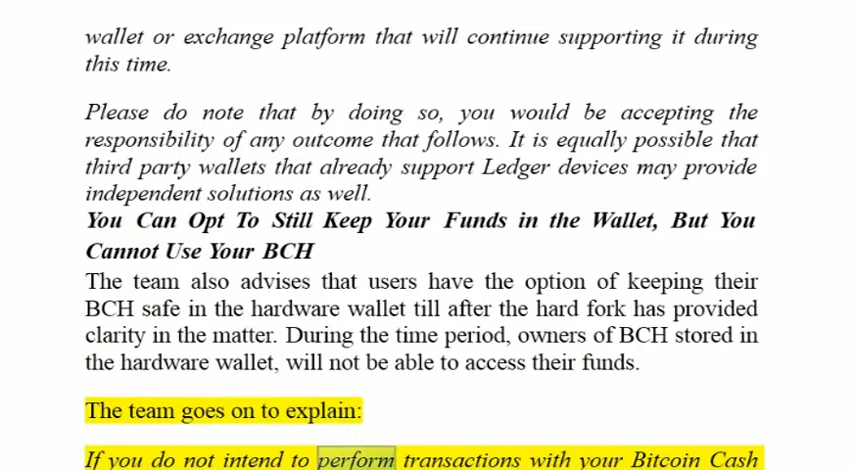 wallet or exchange platform that will continue supporting it during
this time.
Please do note that by doing so, you would be accepting the
responsibility of any outcome that follows. It is equally possible that
third party wallets that already support Ledger devices may provide
independent solutions as well.
You Can Opt To Still Keep Your Funds in the Wallet, But You
Cannot Use Your BCH
The team also advises that users have the option of keeping their
BCH safe in the hardware wallet till after the hard fork has provided
clarity in the matter. During the time period, owners of BCH stored in
the hardware wallet, will not be able to access their funds.
The team goes on to explain:
If you do not intend to perform transactions with your Bitcoin Cash